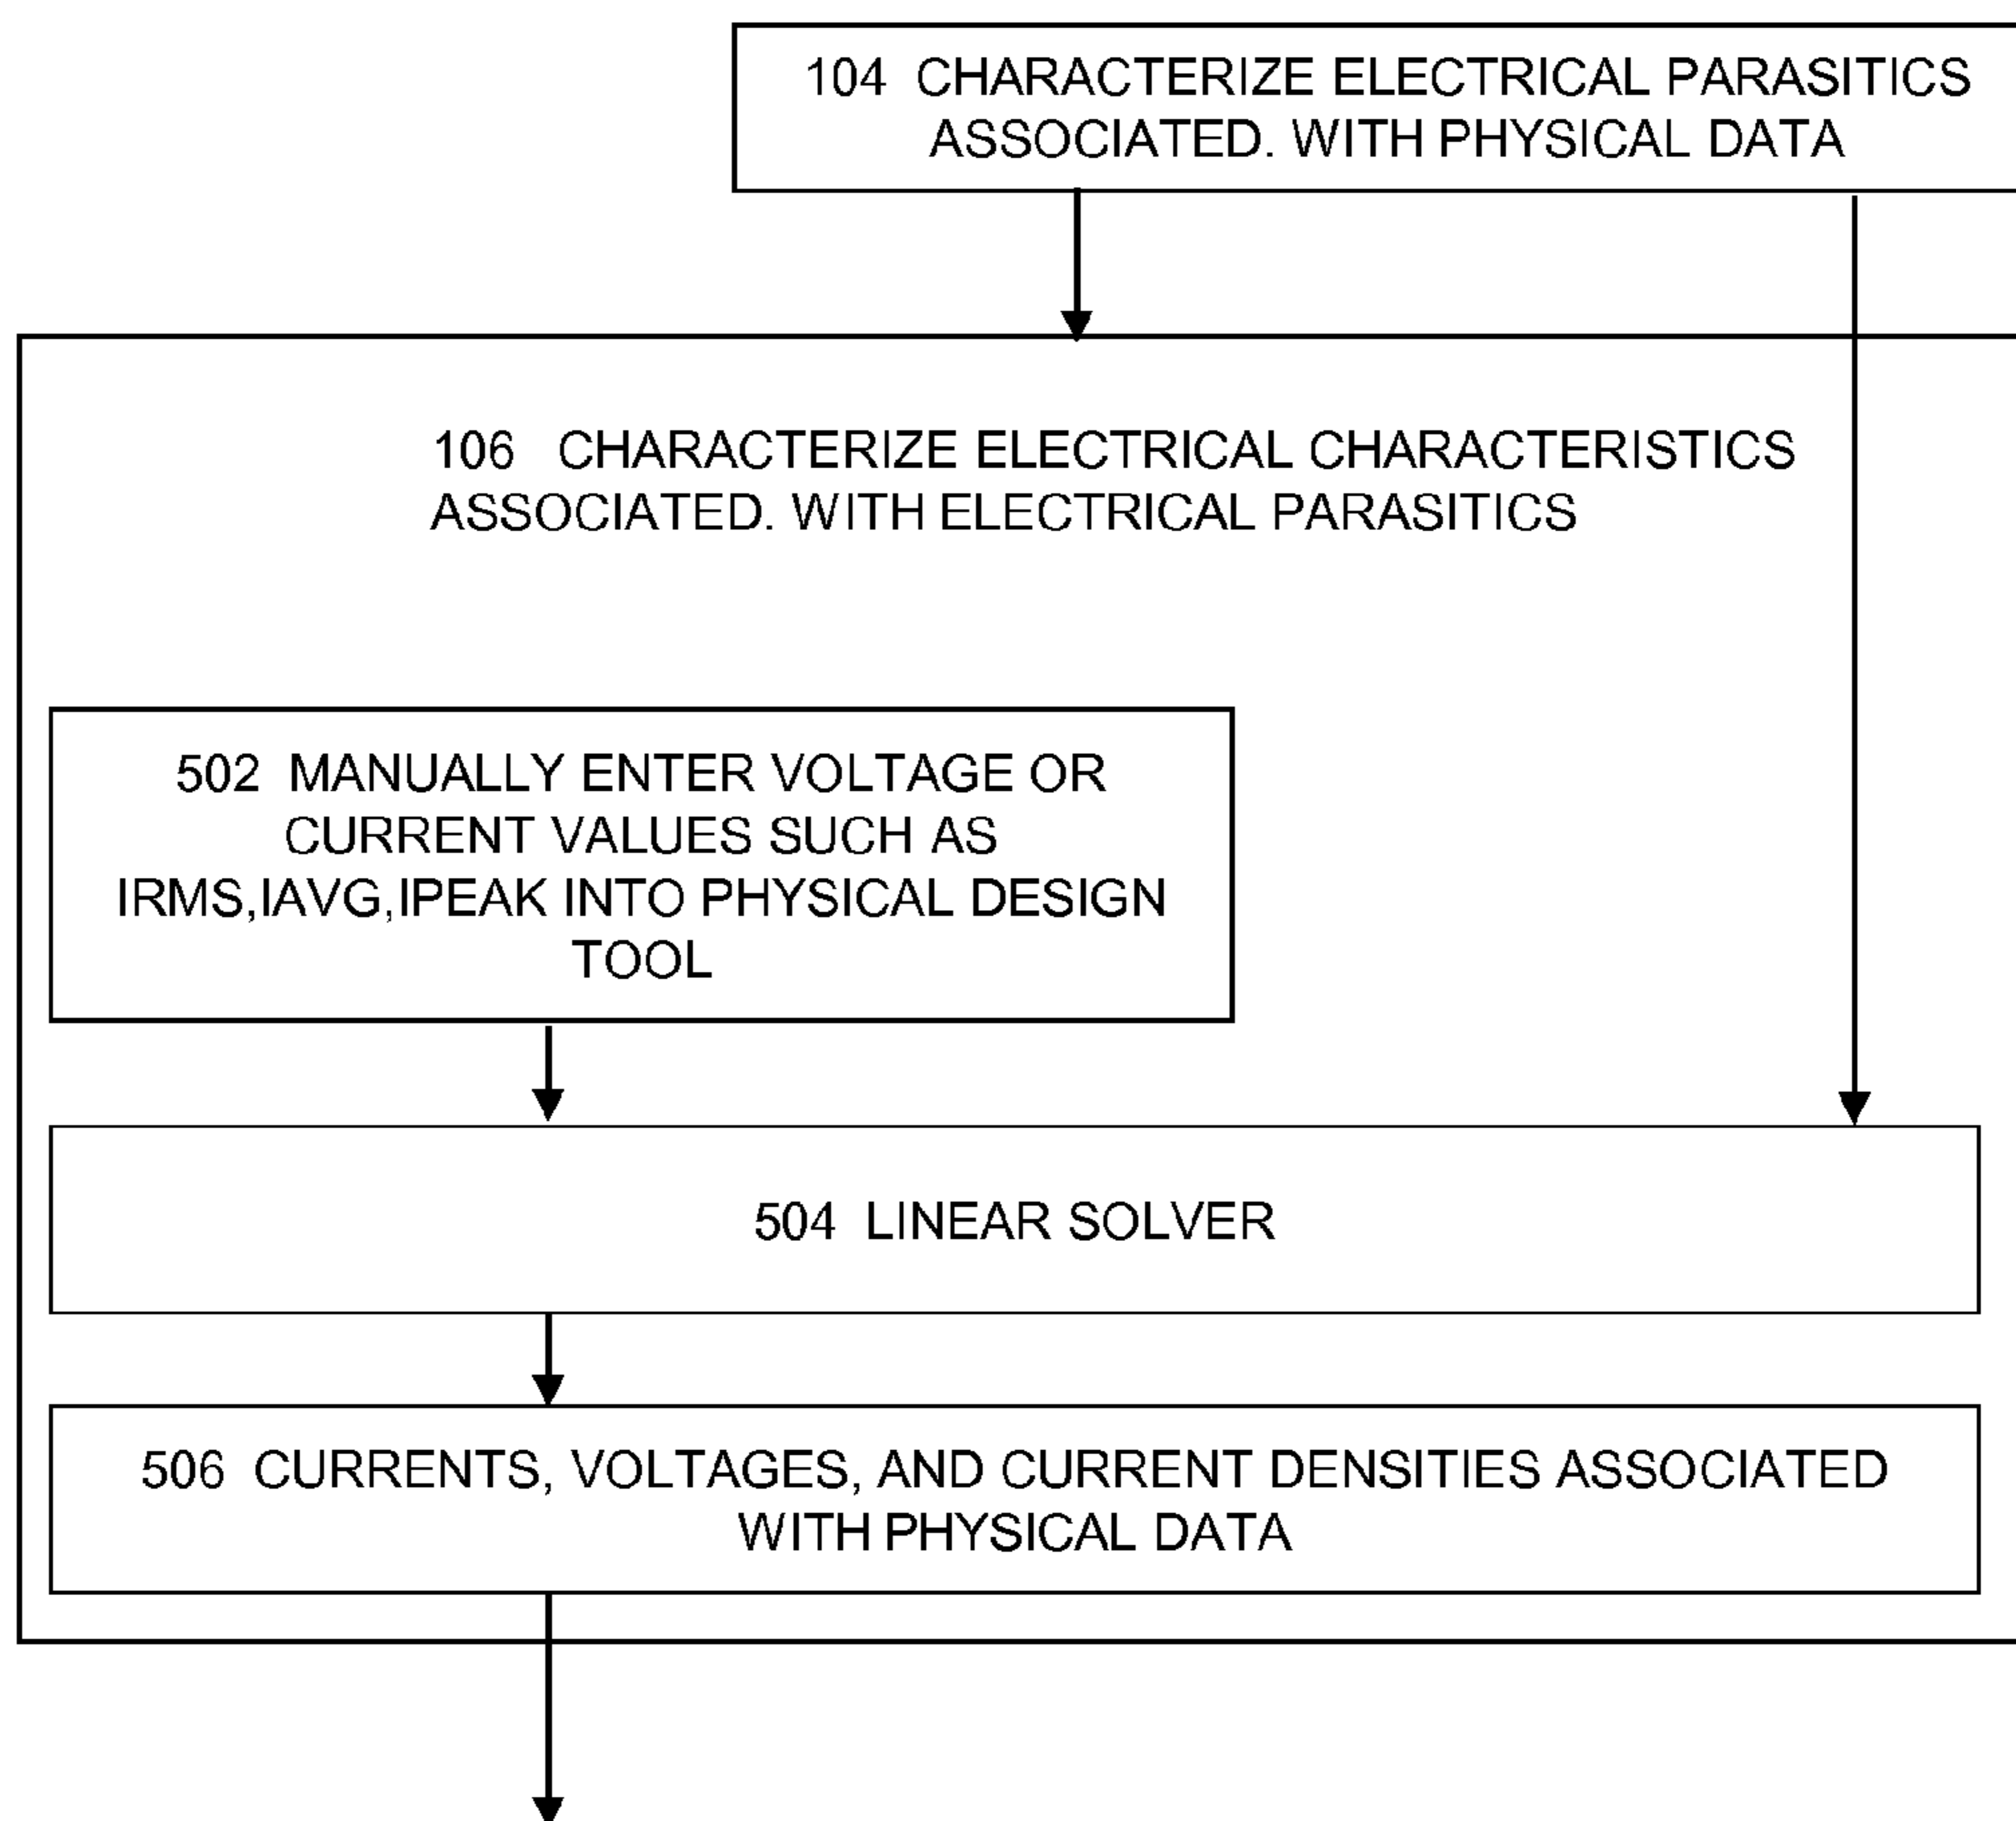 104 CHARACTERIZE ELECTRICAL PARASITICS
ASSOCIATED. WITH PHYSICAL DATA
106 CHARACTERIZE ELECTRICAL CHARACTERISTICS
ASSOCIATED. WITH ELECTRICAL PARASITICS
502 MANUALLY ENTER VOLTAGE OR
CURRENT VALUES SUCH AS
IRMS,IAVG,IPEAK INTO PHYSICAL DESIGN
TOOL
504 LINEAR SOLVER
506 CURRENTS, VOLTAGES, AND CURRENT DENSITIES ASSOCIATED
WITH PHYSICAL DATA